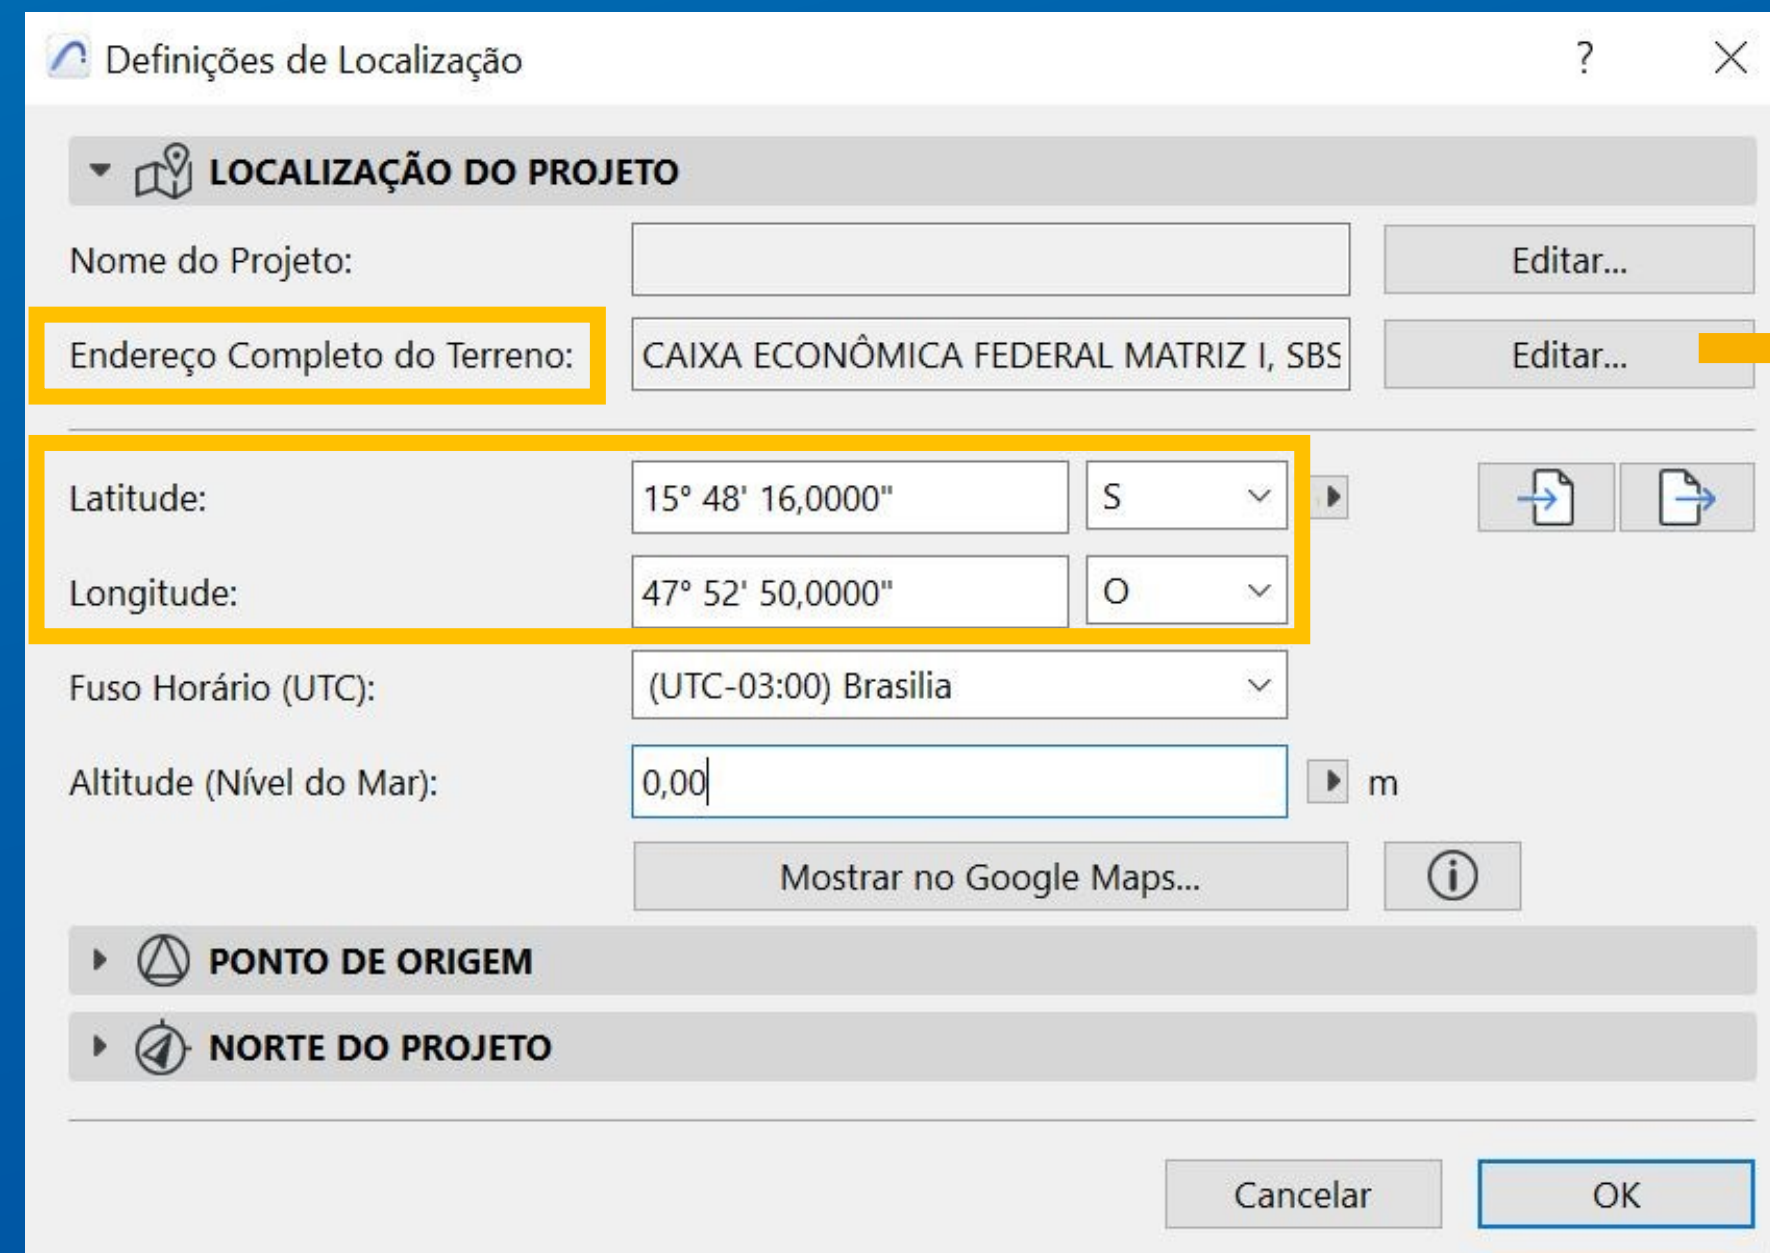 Definições de Localização ? ×
LOCALIZAÇÃO DO PROJETO
Nome do Projeto: Editar...
Endereço Completo do Terreno: CAIXA ECONÔMICA FEDERAL MATRIZ I, SBS Editar...
Latitude: 15° 48' 16,0000" S
Longitude: 47° 52' 50,0000" O
Fuso Horário (UTC): (UTC-03:00) Brasilia
Altitude (Nível do Mar): 0,00 m
Mostrar no Google Maps...
PONTO DE ORIGEM
NORTE DO PROJETO
Cancelar OK